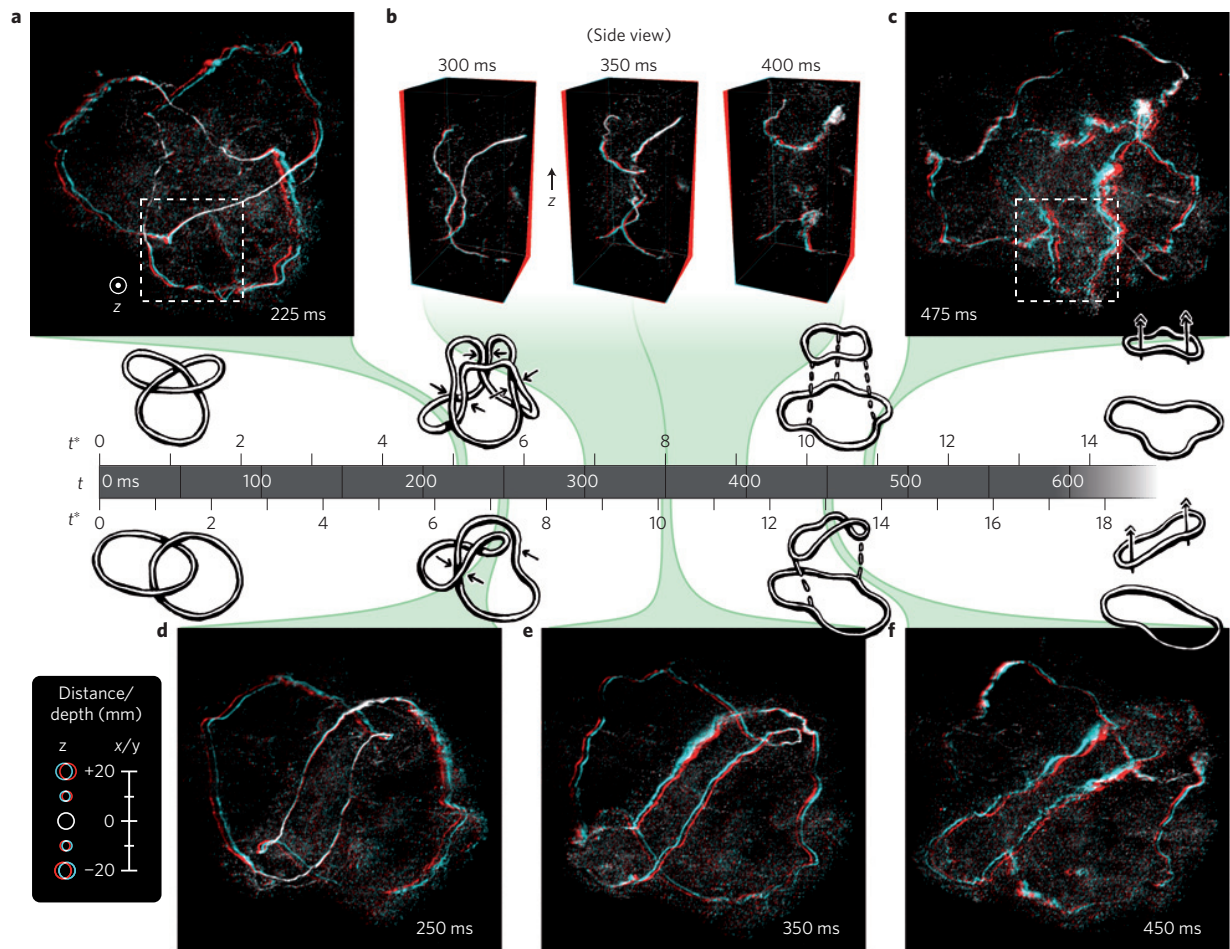 a
b
c
(Side view)
300 ms
350 ms
400 ms
z
z
225 ms
475 ms
t* 0 2 4 6 8 10 12 14
t 0 ms 100 200 300 400 500 600
t* 0 2 4 6 8 10 12 14 16 18
d
e
f
Distance/
depth (mm)
z x/y
+20
0
−20
250 ms
350 ms
450 ms